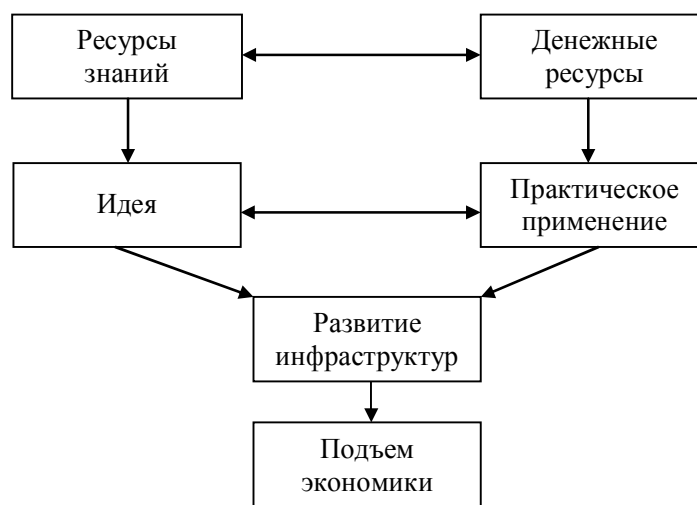 Ресурсы
знаний
Денежные
ресурсы
Идея
Практическое
применение
Развитие
инфраструктур
Подъем
экономики